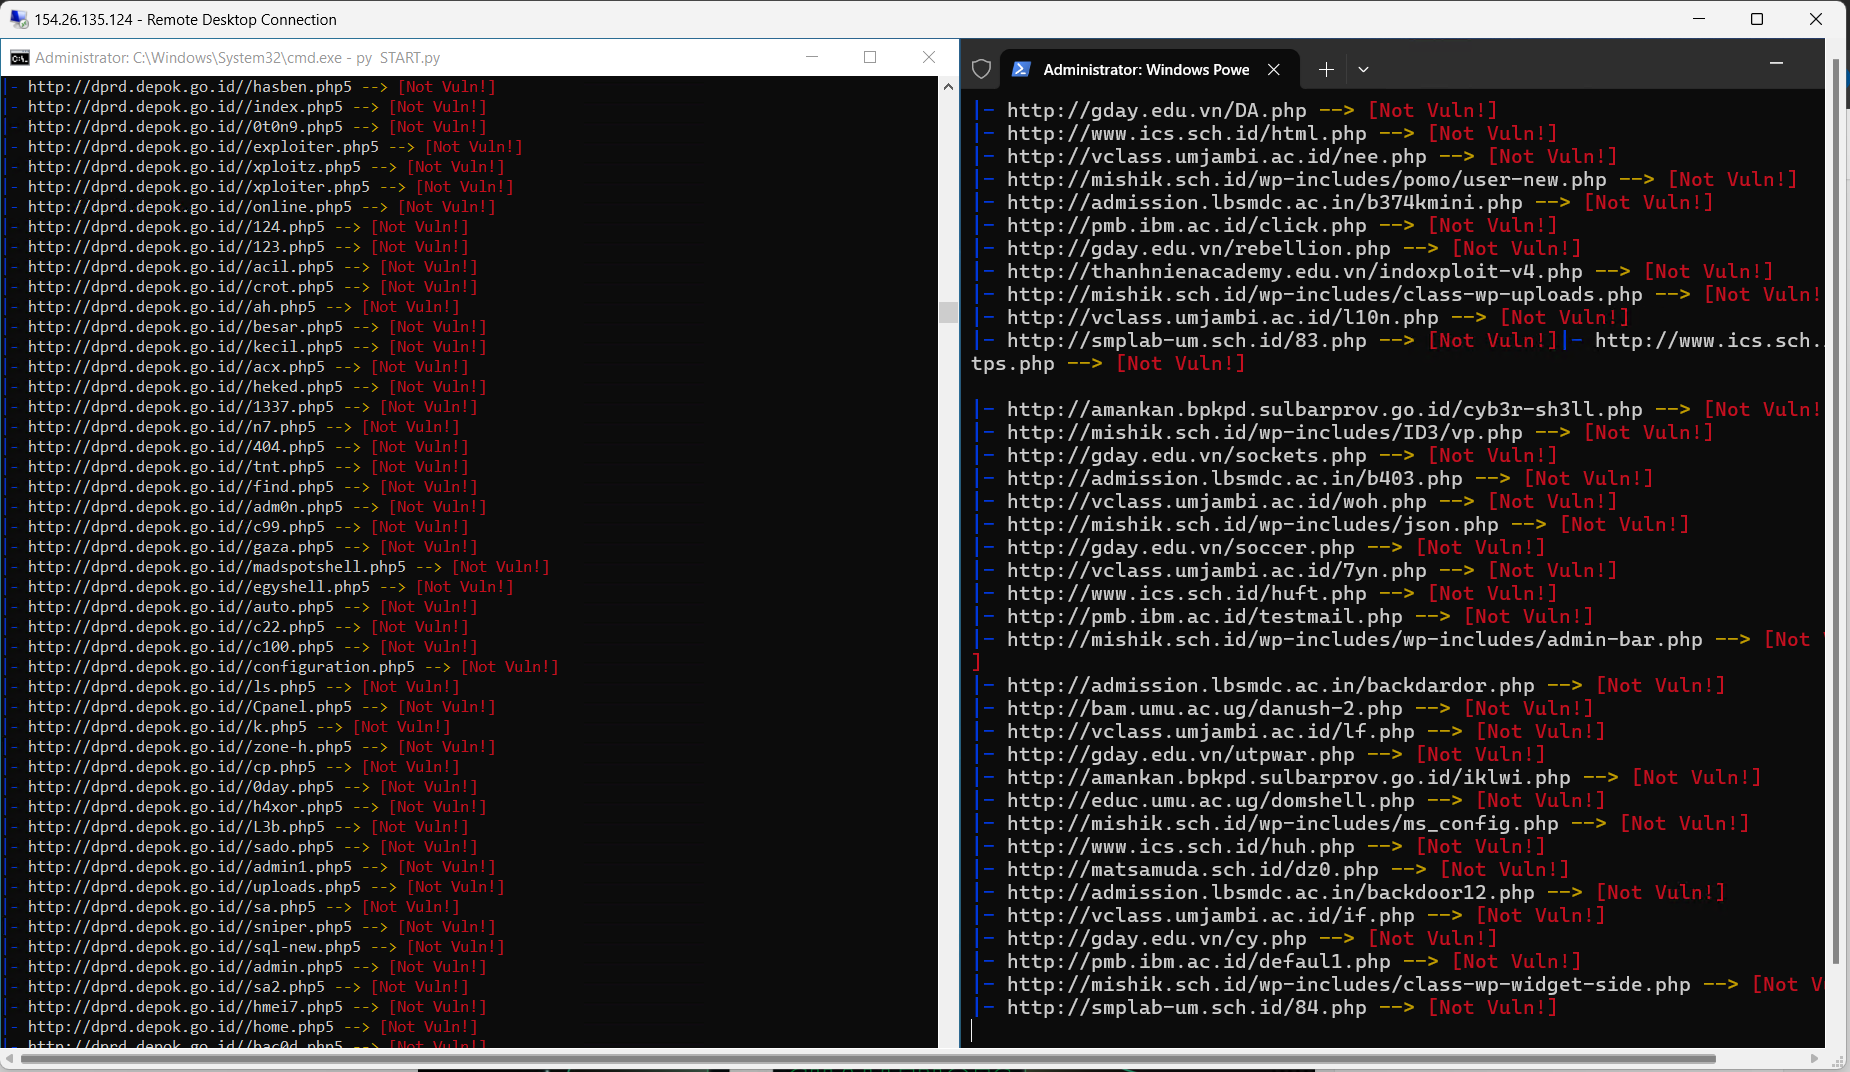 154.26.135.124 - Remote Desktop Connection
Administrator: C:\Windows\System32\cmd.exe - py  START.py
|- http://dprd.depok.go.id//hasben.php5 --> [Not Vuln!]
|- http://dprd.depok.go.id//index.php5 --> [Not Vuln!]
|- http://dprd.depok.go.id//0t0n9.php5 --> [Not Vuln!]
|- http://dprd.depok.go.id//exploiter.php5 --> [Not Vuln!]
|- http://dprd.depok.go.id//xploitz.php5 --> [Not Vuln!]
|- http://dprd.depok.go.id//xploiter.php5 --> [Not Vuln!]
|- http://dprd.depok.go.id//online.php5 --> [Not Vuln!]
|- http://dprd.depok.go.id//124.php5 --> [Not Vuln!]
|- http://dprd.depok.go.id//123.php5 --> [Not Vuln!]
|- http://dprd.depok.go.id//acil.php5 --> [Not Vuln!]
|- http://dprd.depok.go.id//crot.php5 --> [Not Vuln!]
|- http://dprd.depok.go.id//ah.php5 --> [Not Vuln!]
|- http://dprd.depok.go.id//besar.php5 --> [Not Vuln!]
|- http://dprd.depok.go.id//kecil.php5 --> [Not Vuln!]
|- http://dprd.depok.go.id//acx.php5 --> [Not Vuln!]
|- http://dprd.depok.go.id//heked.php5 --> [Not Vuln!]
|- http://dprd.depok.go.id//1337.php5 --> [Not Vuln!]
|- http://dprd.depok.go.id//n7.php5 --> [Not Vuln!]
|- http://dprd.depok.go.id//404.php5 --> [Not Vuln!]
|- http://dprd.depok.go.id//tnt.php5 --> [Not Vuln!]
|- http://dprd.depok.go.id//find.php5 --> [Not Vuln!]
|- http://dprd.depok.go.id//adm0n.php5 --> [Not Vuln!]
|- http://dprd.depok.go.id//c99.php5 --> [Not Vuln!]
|- http://dprd.depok.go.id//gaza.php5 --> [Not Vuln!]
|- http://dprd.depok.go.id//madspotshell.php5 --> [Not Vuln!]
|- http://dprd.depok.go.id//egyshell.php5 --> [Not Vuln!]
|- http://dprd.depok.go.id//auto.php5 --> [Not Vuln!]
|- http://dprd.depok.go.id//c22.php5 --> [Not Vuln!]
|- http://dprd.depok.go.id//c100.php5 --> [Not Vuln!]
|- http://dprd.depok.go.id//configuration.php5 --> [Not Vuln!]
|- http://dprd.depok.go.id//ls.php5 --> [Not Vuln!]
|- http://dprd.depok.go.id//Cpanel.php5 --> [Not Vuln!]
|- http://dprd.depok.go.id//k.php5 --> [Not Vuln!]
|- http://dprd.depok.go.id//zone-h.php5 --> [Not Vuln!]
|- http://dprd.depok.go.id//cp.php5 --> [Not Vuln!]
|- http://dprd.depok.go.id//0day.php5 --> [Not Vuln!]
|- http://dprd.depok.go.id//h4xor.php5 --> [Not Vuln!]
|- http://dprd.depok.go.id//L3b.php5 --> [Not Vuln!]
|- http://dprd.depok.go.id//sado.php5 --> [Not Vuln!]
|- http://dprd.depok.go.id//admin1.php5 --> [Not Vuln!]
|- http://dprd.depok.go.id//uploads.php5 --> [Not Vuln!]
|- http://dprd.depok.go.id//sa.php5 --> [Not Vuln!]
|- http://dprd.depok.go.id//sniper.php5 --> [Not Vuln!]
|- http://dprd.depok.go.id//sql-new.php5 --> [Not Vuln!]
|- http://dprd.depok.go.id//admin.php5 --> [Not Vuln!]
|- http://dprd.depok.go.id//sa2.php5 --> [Not Vuln!]
|- http://dprd.depok.go.id//hmei7.php5 --> [Not Vuln!]
|- http://dprd.depok.go.id//home.php5 --> [Not Vuln!]
|- http://dprd.depok.go.id//bac0d.php5 --> [Not Vuln!]
Administrator: Windows Powe
|- http://gday.edu.vn/DA.php --> [Not Vuln!]
|- http://www.ics.sch.id/html.php --> [Not Vuln!]
|- http://vclass.umjambi.ac.id/nee.php --> [Not Vuln!]
|- http://mishik.sch.id/wp-includes/pomo/user-new.php --> [Not Vuln!]
|- http://admission.lbsmdc.ac.in/b374kmini.php --> [Not Vuln!]
|- http://pmb.ibm.ac.id/click.php --> [Not Vuln!]
|- http://gday.edu.vn/rebellion.php --> [Not Vuln!]
|- http://thanhnienacademy.edu.vn/indoxploit-v4.php --> [Not Vuln!]
|- http://mishik.sch.id/wp-includes/class-wp-uploads.php --> [Not Vuln!
|- http://vclass.umjambi.ac.id/l10n.php --> [Not Vuln!]
|- http://smplab-um.sch.id/83.php --> [Not Vuln!]|- http://www.ics.sch.
tps.php --> [Not Vuln!]
|- http://amankan.bpkpd.sulbarprov.go.id/cyb3r-sh3ll.php --> [Not Vuln!
|- http://mishik.sch.id/wp-includes/ID3/vp.php --> [Not Vuln!]
|- http://gday.edu.vn/sockets.php --> [Not Vuln!]
|- http://admission.lbsmdc.ac.in/b403.php --> [Not Vuln!]
|- http://vclass.umjambi.ac.id/woh.php --> [Not Vuln!]
|- http://mishik.sch.id/wp-includes/json.php --> [Not Vuln!]
|- http://gday.edu.vn/soccer.php --> [Not Vuln!]
|- http://vclass.umjambi.ac.id/7yn.php --> [Not Vuln!]
|- http://www.ics.sch.id/huft.php --> [Not Vuln!]
|- http://pmb.ibm.ac.id/testmail.php --> [Not Vuln!]
|- http://mishik.sch.id/wp-includes/wp-includes/admin-bar.php --> [Not
]
|- http://admission.lbsmdc.ac.in/backdardor.php --> [Not Vuln!]
|- http://bam.umu.ac.ug/danush-2.php --> [Not Vuln!]
|- http://vclass.umjambi.ac.id/lf.php --> [Not Vuln!]
|- http://gday.edu.vn/utpwar.php --> [Not Vuln!]
|- http://amankan.bpkpd.sulbarprov.go.id/iklwi.php --> [Not Vuln!]
|- http://educ.umu.ac.ug/domshell.php --> [Not Vuln!]
|- http://mishik.sch.id/wp-includes/ms_config.php --> [Not Vuln!]
|- http://www.ics.sch.id/huh.php --> [Not Vuln!]
|- http://matsamuda.sch.id/dz0.php --> [Not Vuln!]
|- http://admission.lbsmdc.ac.in/backdoor12.php --> [Not Vuln!]
|- http://vclass.umjambi.ac.id/if.php --> [Not Vuln!]
|- http://gday.edu.vn/cy.php --> [Not Vuln!]
|- http://pmb.ibm.ac.id/defaul1.php --> [Not Vuln!]
|- http://mishik.sch.id/wp-includes/class-wp-widget-side.php --> [Not V
|- http://smplab-um.sch.id/84.php --> [Not Vuln!]